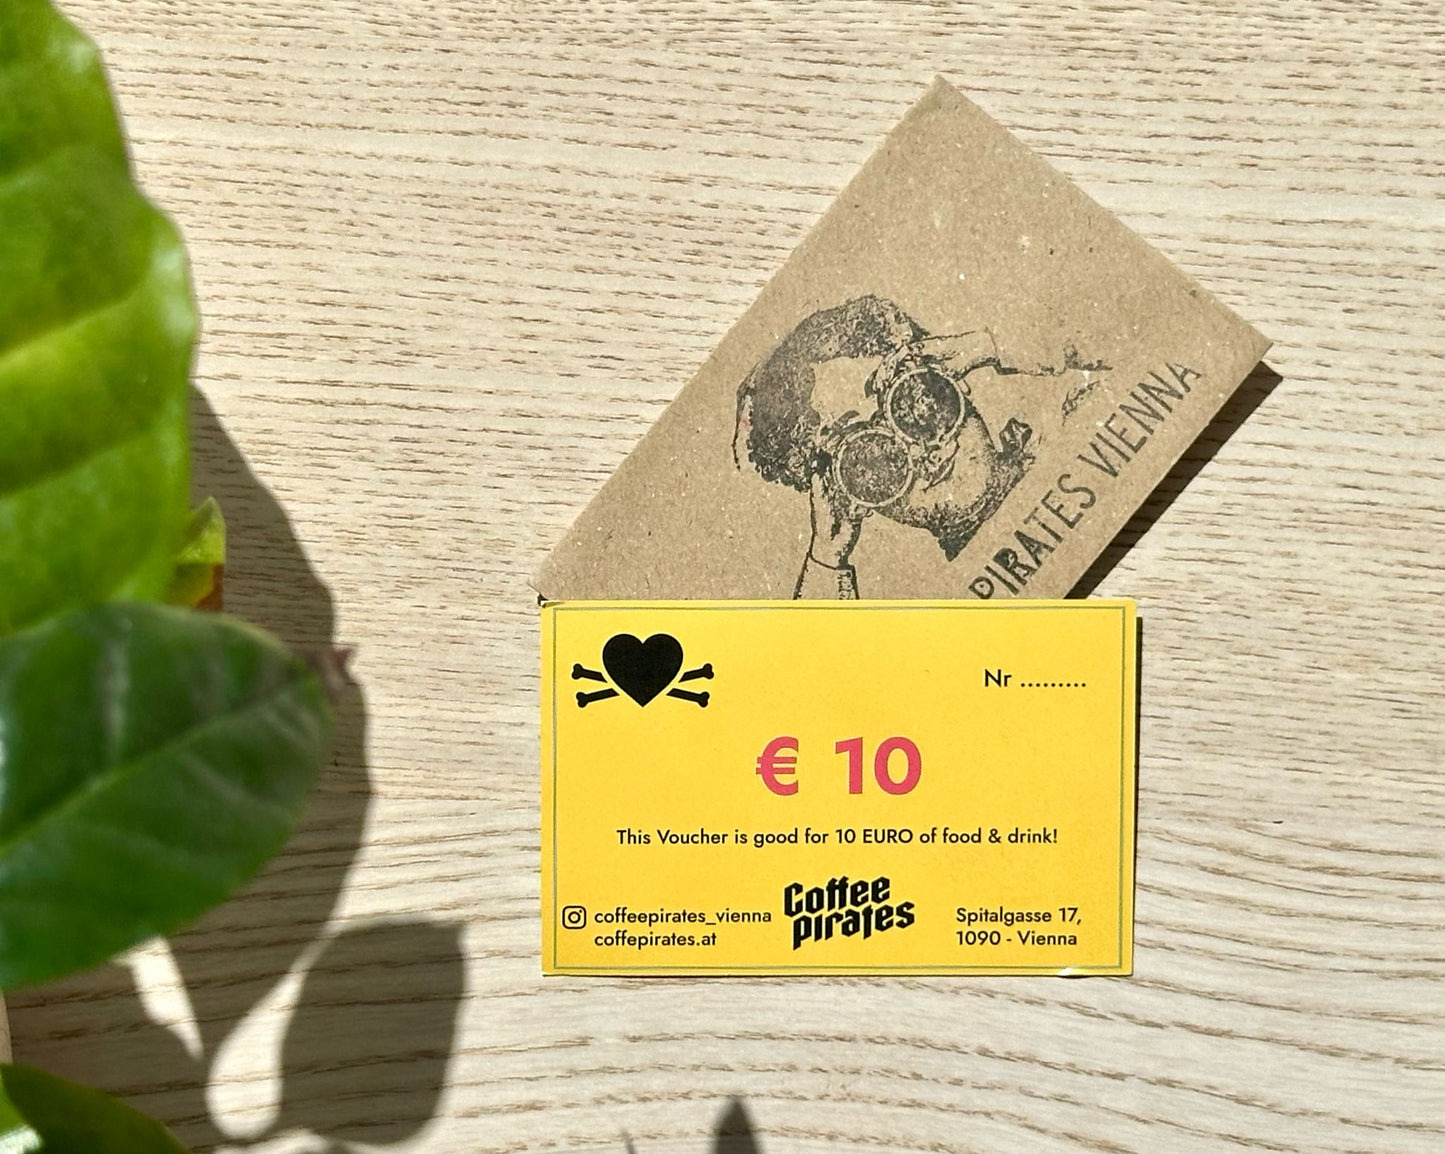 PIRATES VIENNA
Nr .........
€ 10
This Voucher is good for 10 EURO of food & drink!
Coffee
pirates
coffeepirates_vienna
coffepirates.at
Spitalgasse 17,
1090 - Vienna